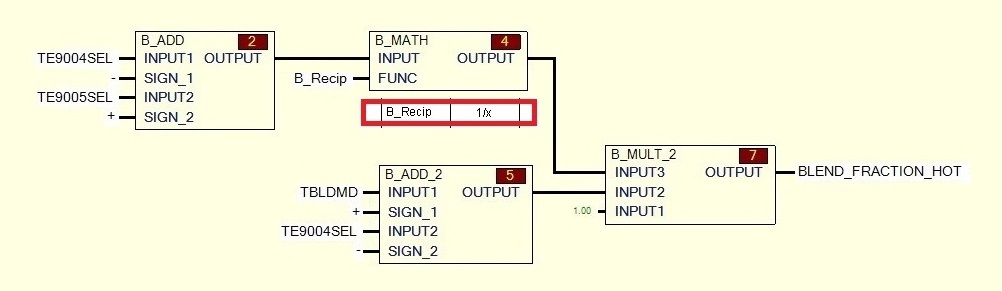 B_ADD 2
TE9004SEL INPUT1 OUTPUT
- SIGN_1
TE9005SEL INPUT2
+ SIGN_2
B_MATH 4
INPUT OUTPUT
B_Recip FUNC
B_Recip 1/x
B_ADD_2 5
TBLDMD INPUT1 OUTPUT
+ SIGN_1
TE9004SEL INPUT2
- SIGN_2
B_MULT_2 7
INPUT3 OUTPUT BLEND_FRACTION_HOT
INPUT2
1.00 INPUT1